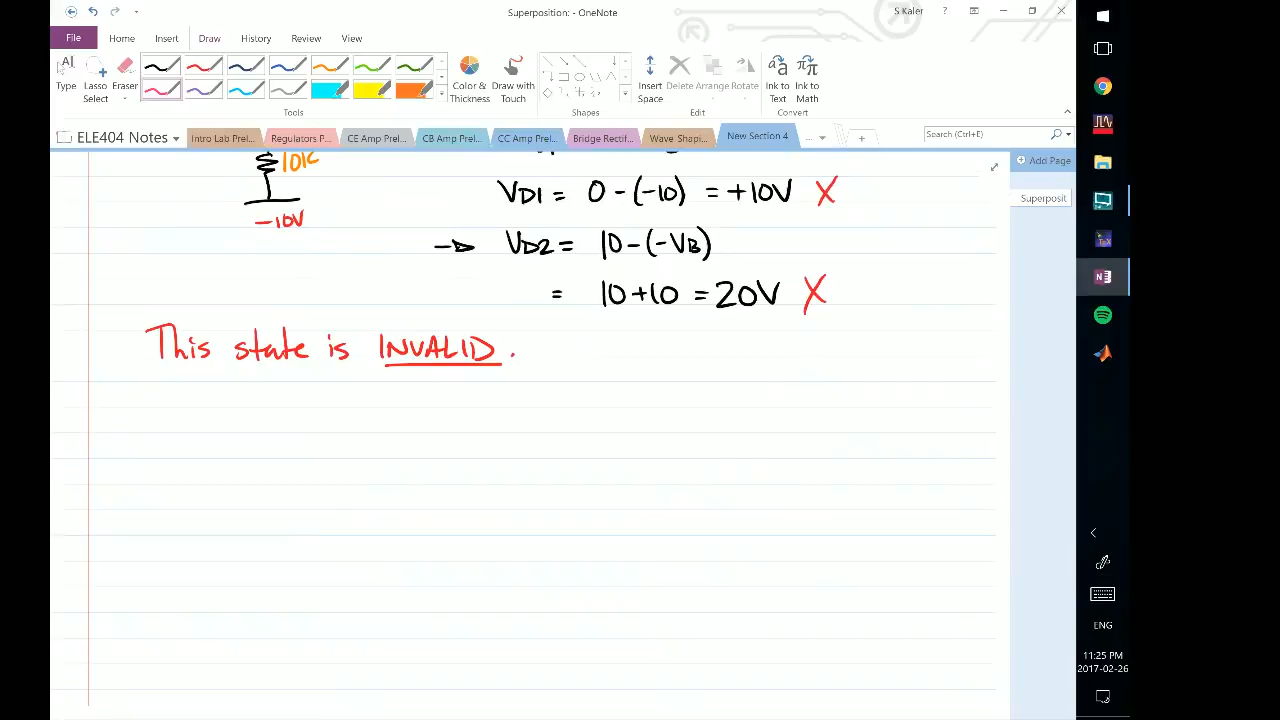 Superposition: - OneNote
S Kaler
?
File Home Insert Draw History Review View
Type
Lasso Select
Eraser
Color & Thickness
Draw with Touch
Insert Space
Delete Arrange Rotate
Ink to Text
Ink to Math
Tools Shapes Edit Convert
ELE404 Notes
Intro Lab Prel... Regulators P... CE Amp Prel... CB Amp Prel... CC Amp Prel... Bridge Rectifi... Wave Shapi... New Section 4 ...
Search (Ctrl+E)
Add Page
Superposit
10K
-10V
VD1 = 0 - (-10) = +10V X
→ VD2 = 10 - (-VB)
= 10 + 10 = 20V X
This state is INVALID.
ENG
11:25 PM
2017-02-26